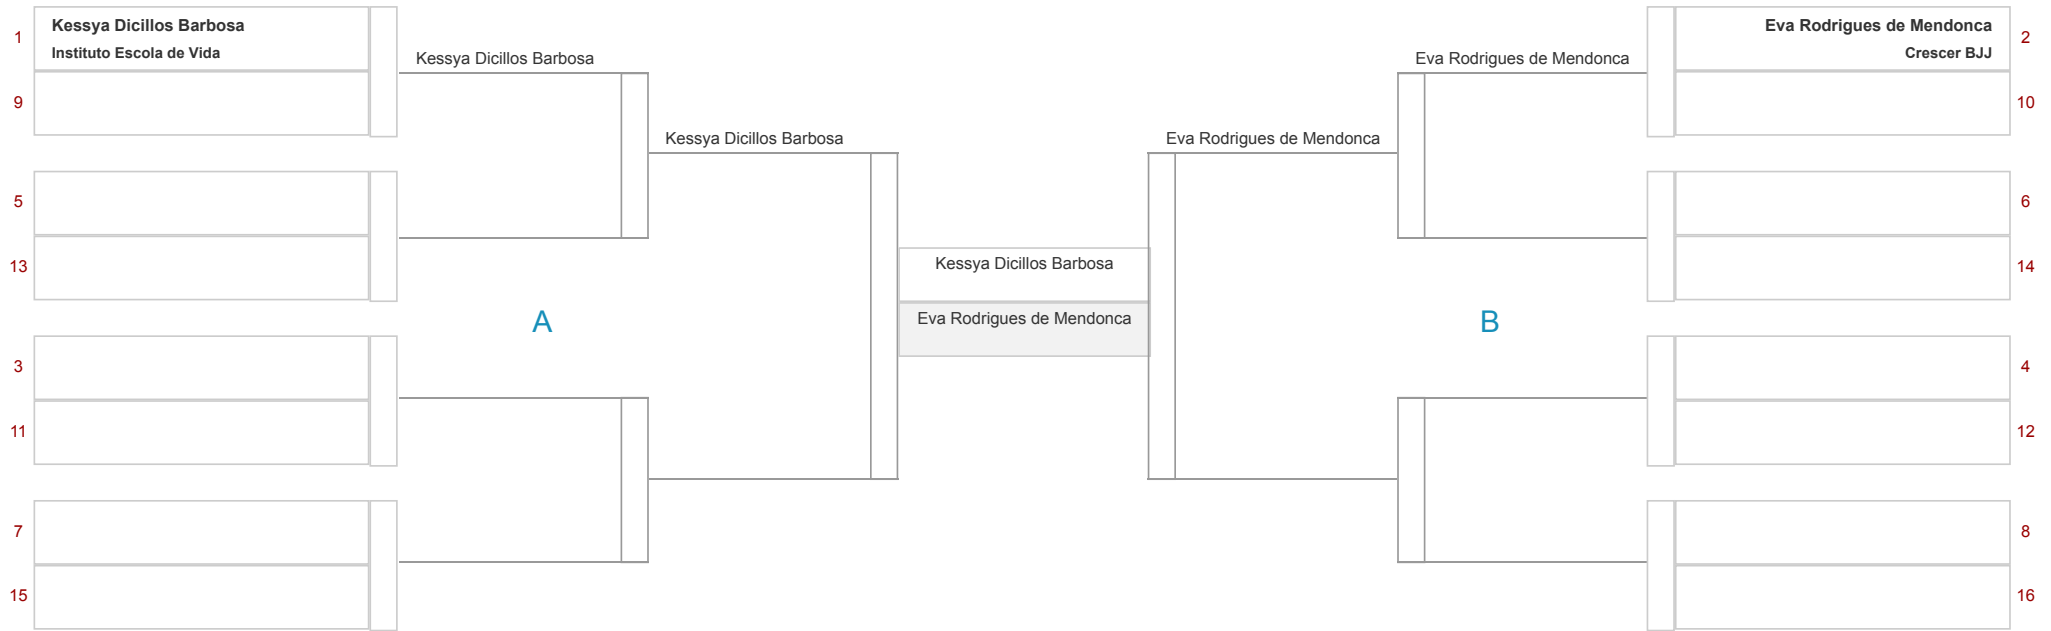 1
Kessya Dicillos Barbosa
Instituto Escola de Vida
9
5
13
3
11
7
15
Kessya Dicillos Barbosa
Kessya Dicillos Barbosa
A
Kessya Dicillos Barbosa
Eva Rodrigues de Mendonca
Eva Rodrigues de Mendonca
Eva Rodrigues de Mendonca
B
Eva Rodrigues de Mendonca
Crescer BJJ
2
10
6
14
4
12
8
16